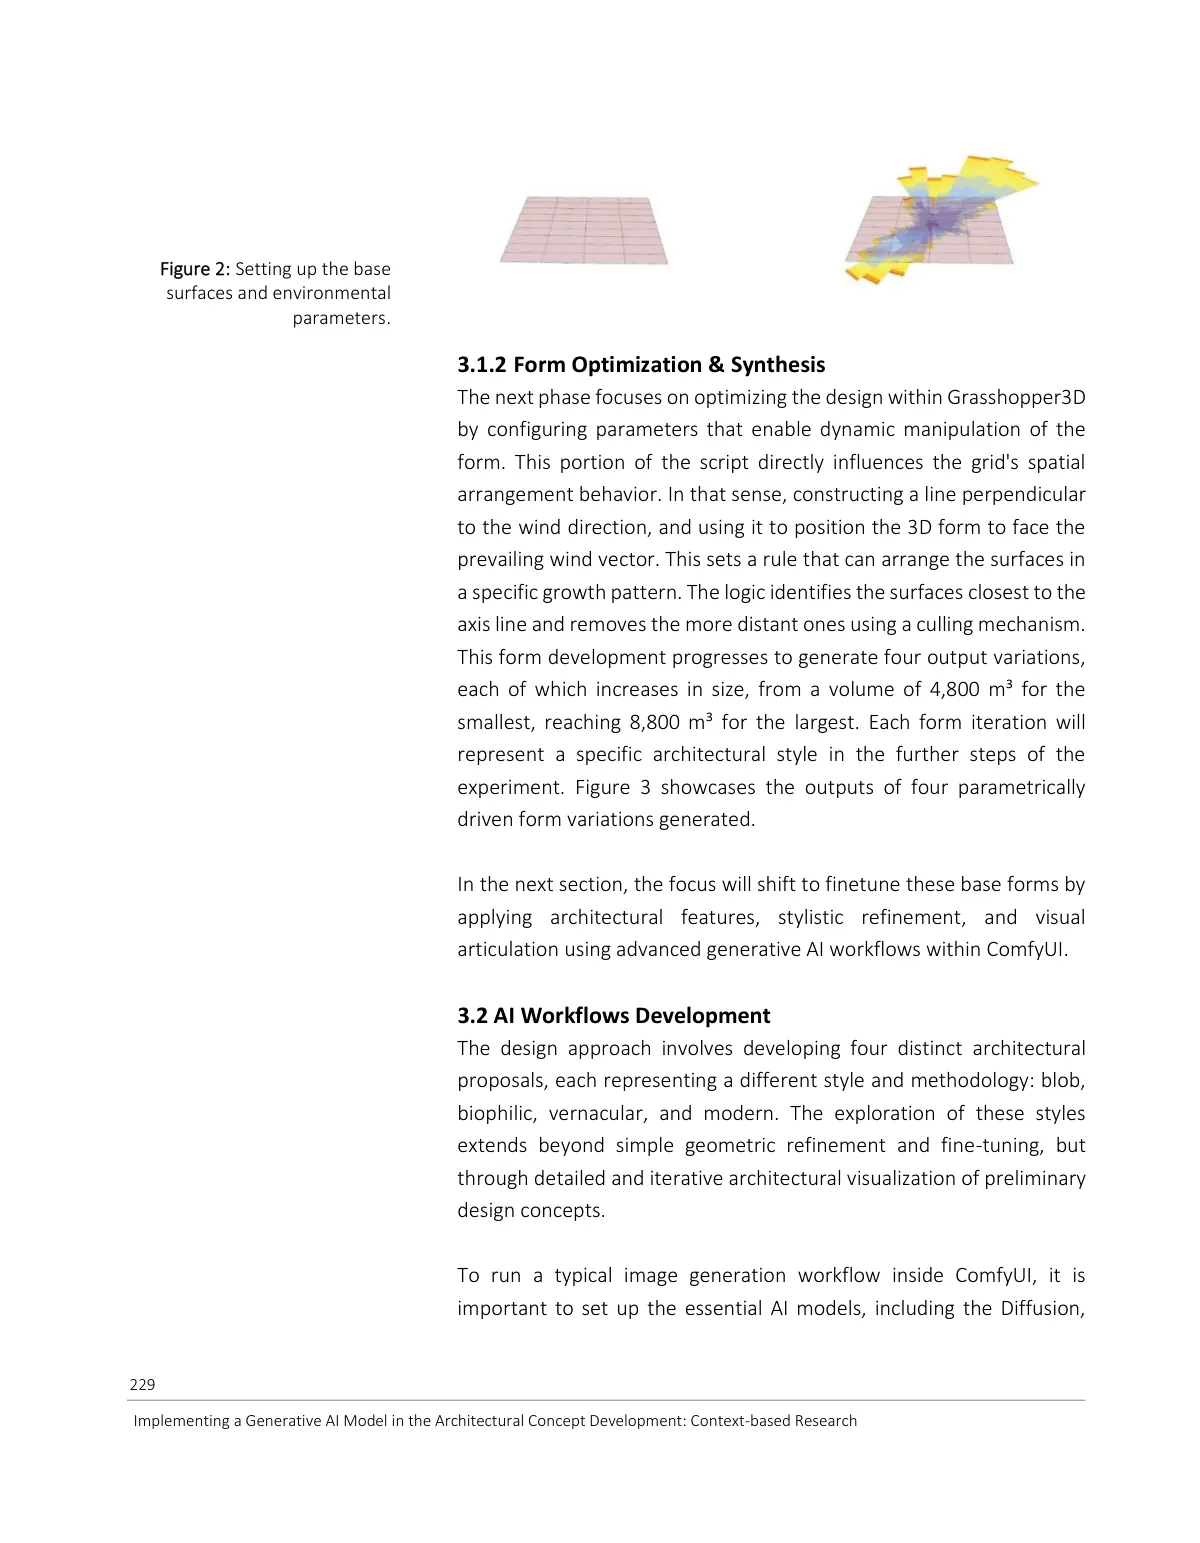 Figure 2: Setting up the base
surfaces and environmental
parameters.
3.1.2 Form Optimization & Synthesis
The next phase focuses on optimizing the design within Grasshopper3D
by configuring parameters that enable dynamic manipulation of the
form. This portion of the script directly influences the grid's spatial
arrangement behavior. In that sense, constructing a line perpendicular
to the wind direction, and using it to position the 3D form to face the
prevailing wind vector. This sets a rule that can arrange the surfaces in
a specific growth pattern. The logic identifies the surfaces closest to the
axis line and removes the more distant ones using a culling mechanism.
This form development progresses to generate four output variations,
each of which increases in size, from a volume of 4,800 m³ for the
smallest, reaching 8,800 m³ for the largest. Each form iteration will
represent a specific architectural style in the further steps of the
experiment. Figure 3 showcases the outputs of four parametrically
driven form variations generated.
In the next section, the focus will shift to finetune these base forms by
applying architectural features, stylistic refinement, and visual
articulation using advanced generative AI workflows within ComfyUI.
3.2 AI Workflows Development
The design approach involves developing four distinct architectural
proposals, each representing a different style and methodology: blob,
biophilic, vernacular, and modern. The exploration of these styles
extends beyond simple geometric refinement and fine-tuning, but
through detailed and iterative architectural visualization of preliminary
design concepts.
To run a typical image generation workflow inside ComfyUI, it is
important to set up the essential AI models, including the Diffusion,
229
Implementing a Generative AI Model in the Architectural Concept Development: Context-based Research